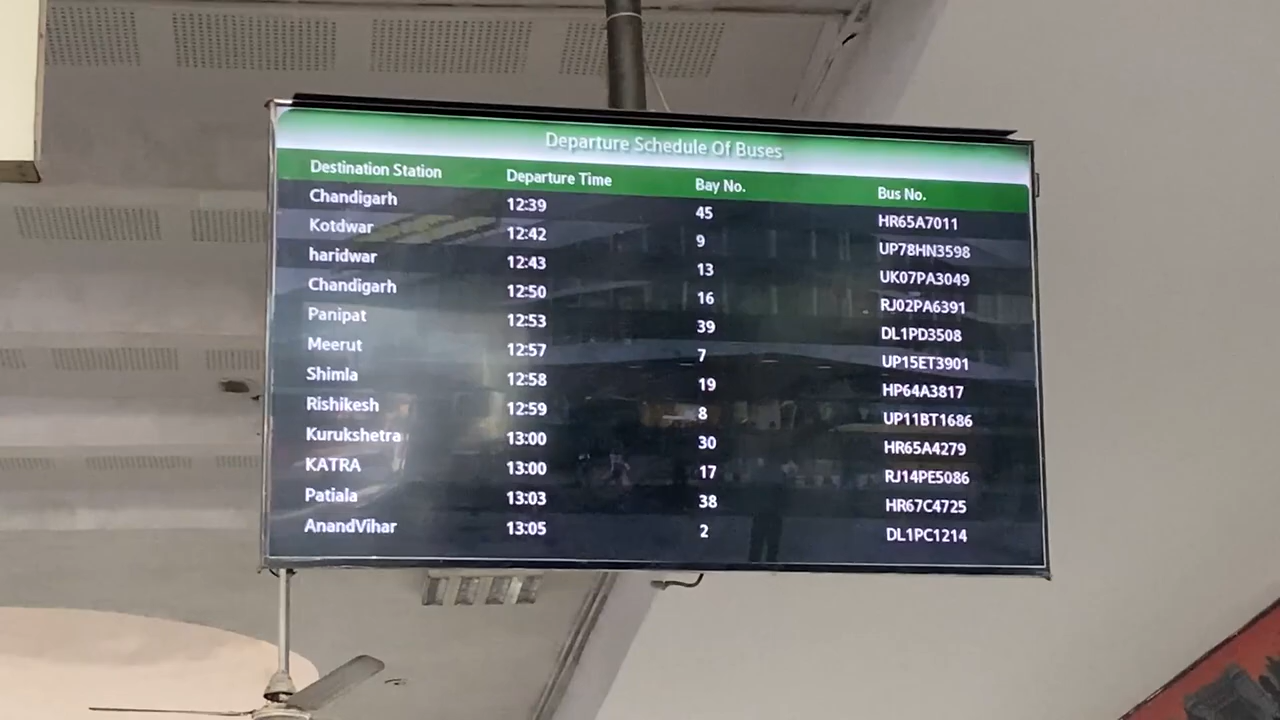 Departure Schedule Of Buses
Destination Station Departure Time Bay No. Bus No.
Chandigarh 12:39 45 HR65A7011
Kotdwar 12:42 9 UP78HN3598
haridwar 12:43 13 UK07PA3049
Chandigarh 12:50 16 RJ02PA6391
Panipat 12:53 39 DL1PD3508
Meerut 12:57 7 UP15ET3901
Shimla 12:58 19 HP64A3817
Rishikesh 12:59 8 UP11BT1686
Kurukshetra 13:00 30 HR65A4279
KATRA 13:00 17 RJ14PE5086
Patiala 13:03 38 HR67C4725
AnandVihar 13:05 2 DL1PC1214